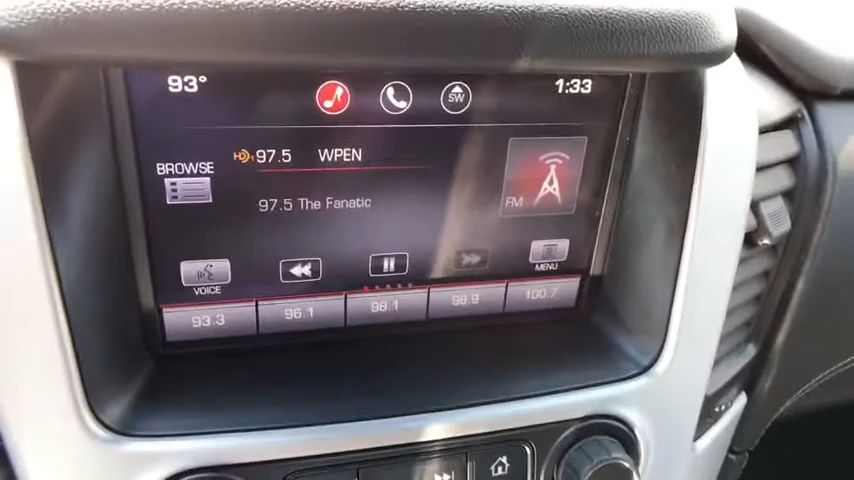 93°
SW
1:33
HD 97.5 WPEN
BROWSE
97.5 The Fanatic
FM
VOICE
MENU
93.3 96.1 98.1 98.9 100.7